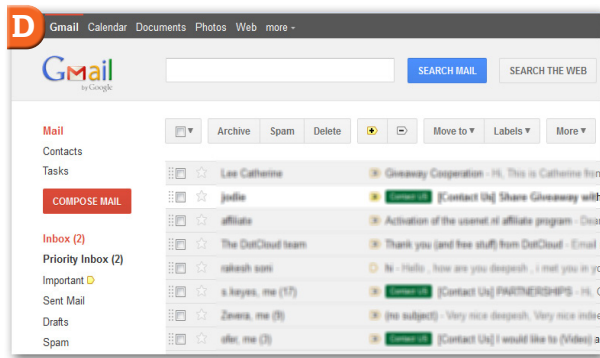 D Gmail Calendar Documents Photos Web more
Gmail SEARCH MAIL SEARCH THE WEB
by Google
Mail Archive Spam Delete Move to Labels More
Contacts
Tasks Lee Catherine Giveaway Cooperation - Hi, This is Catherine from
COMPOSE MAIL jodie Contact US [Contact Us] Share Giveaway with
affiliate Activation of the usenet.nl affiliate program - Dear
Inbox (2) The DotCloud team Thank you (and free stuff) from DotCloud - Email
Priority Inbox (2) rakesh soni hi - Hello , how are you deepesh , i met you in
Important s.keyes, me (17) Contact US [Contact Us] PARTNERSHIPS - Hi,
Sent Mail
Drafts Zevera, me (9) (no subject) - Very nice deepesh, Very nice
Spam ofer, me (3) Contact US [Contact Us] I would like to (Video)